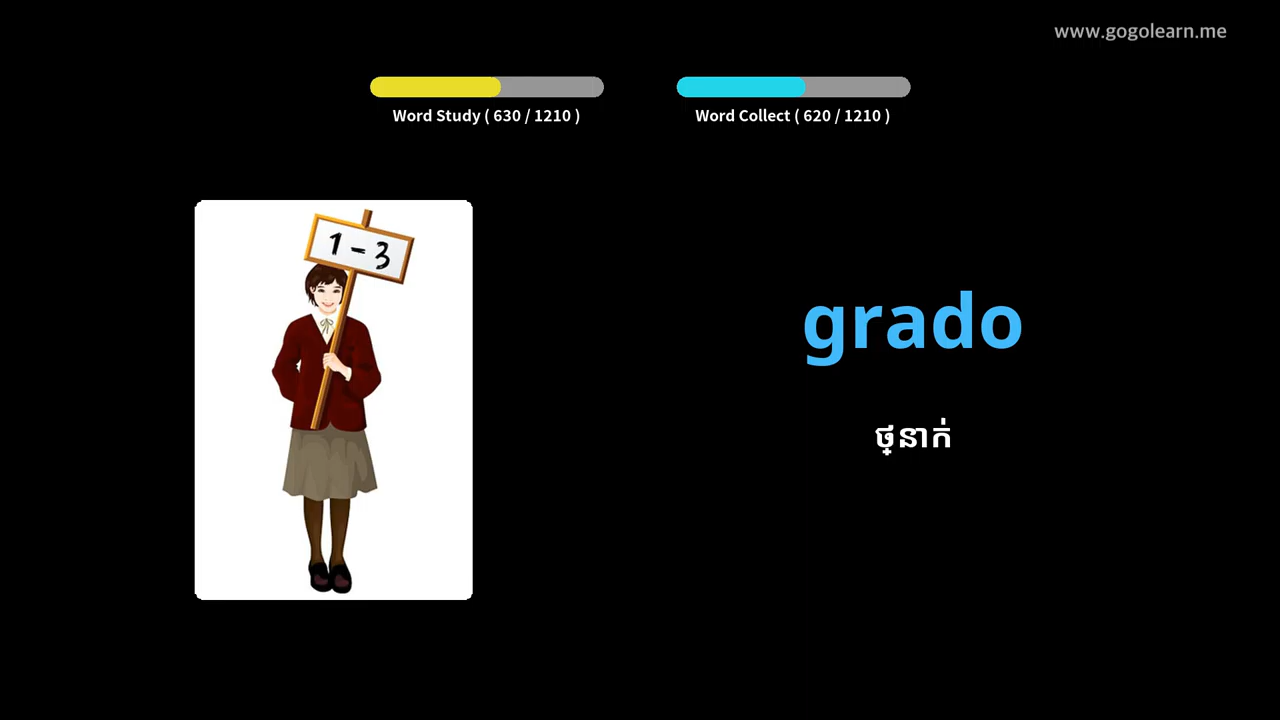 www.gogolearn.me
Word Study ( 630 / 1210 )
Word Collect ( 620 / 1210 )
1 - 3
grado
ថ្នាក់